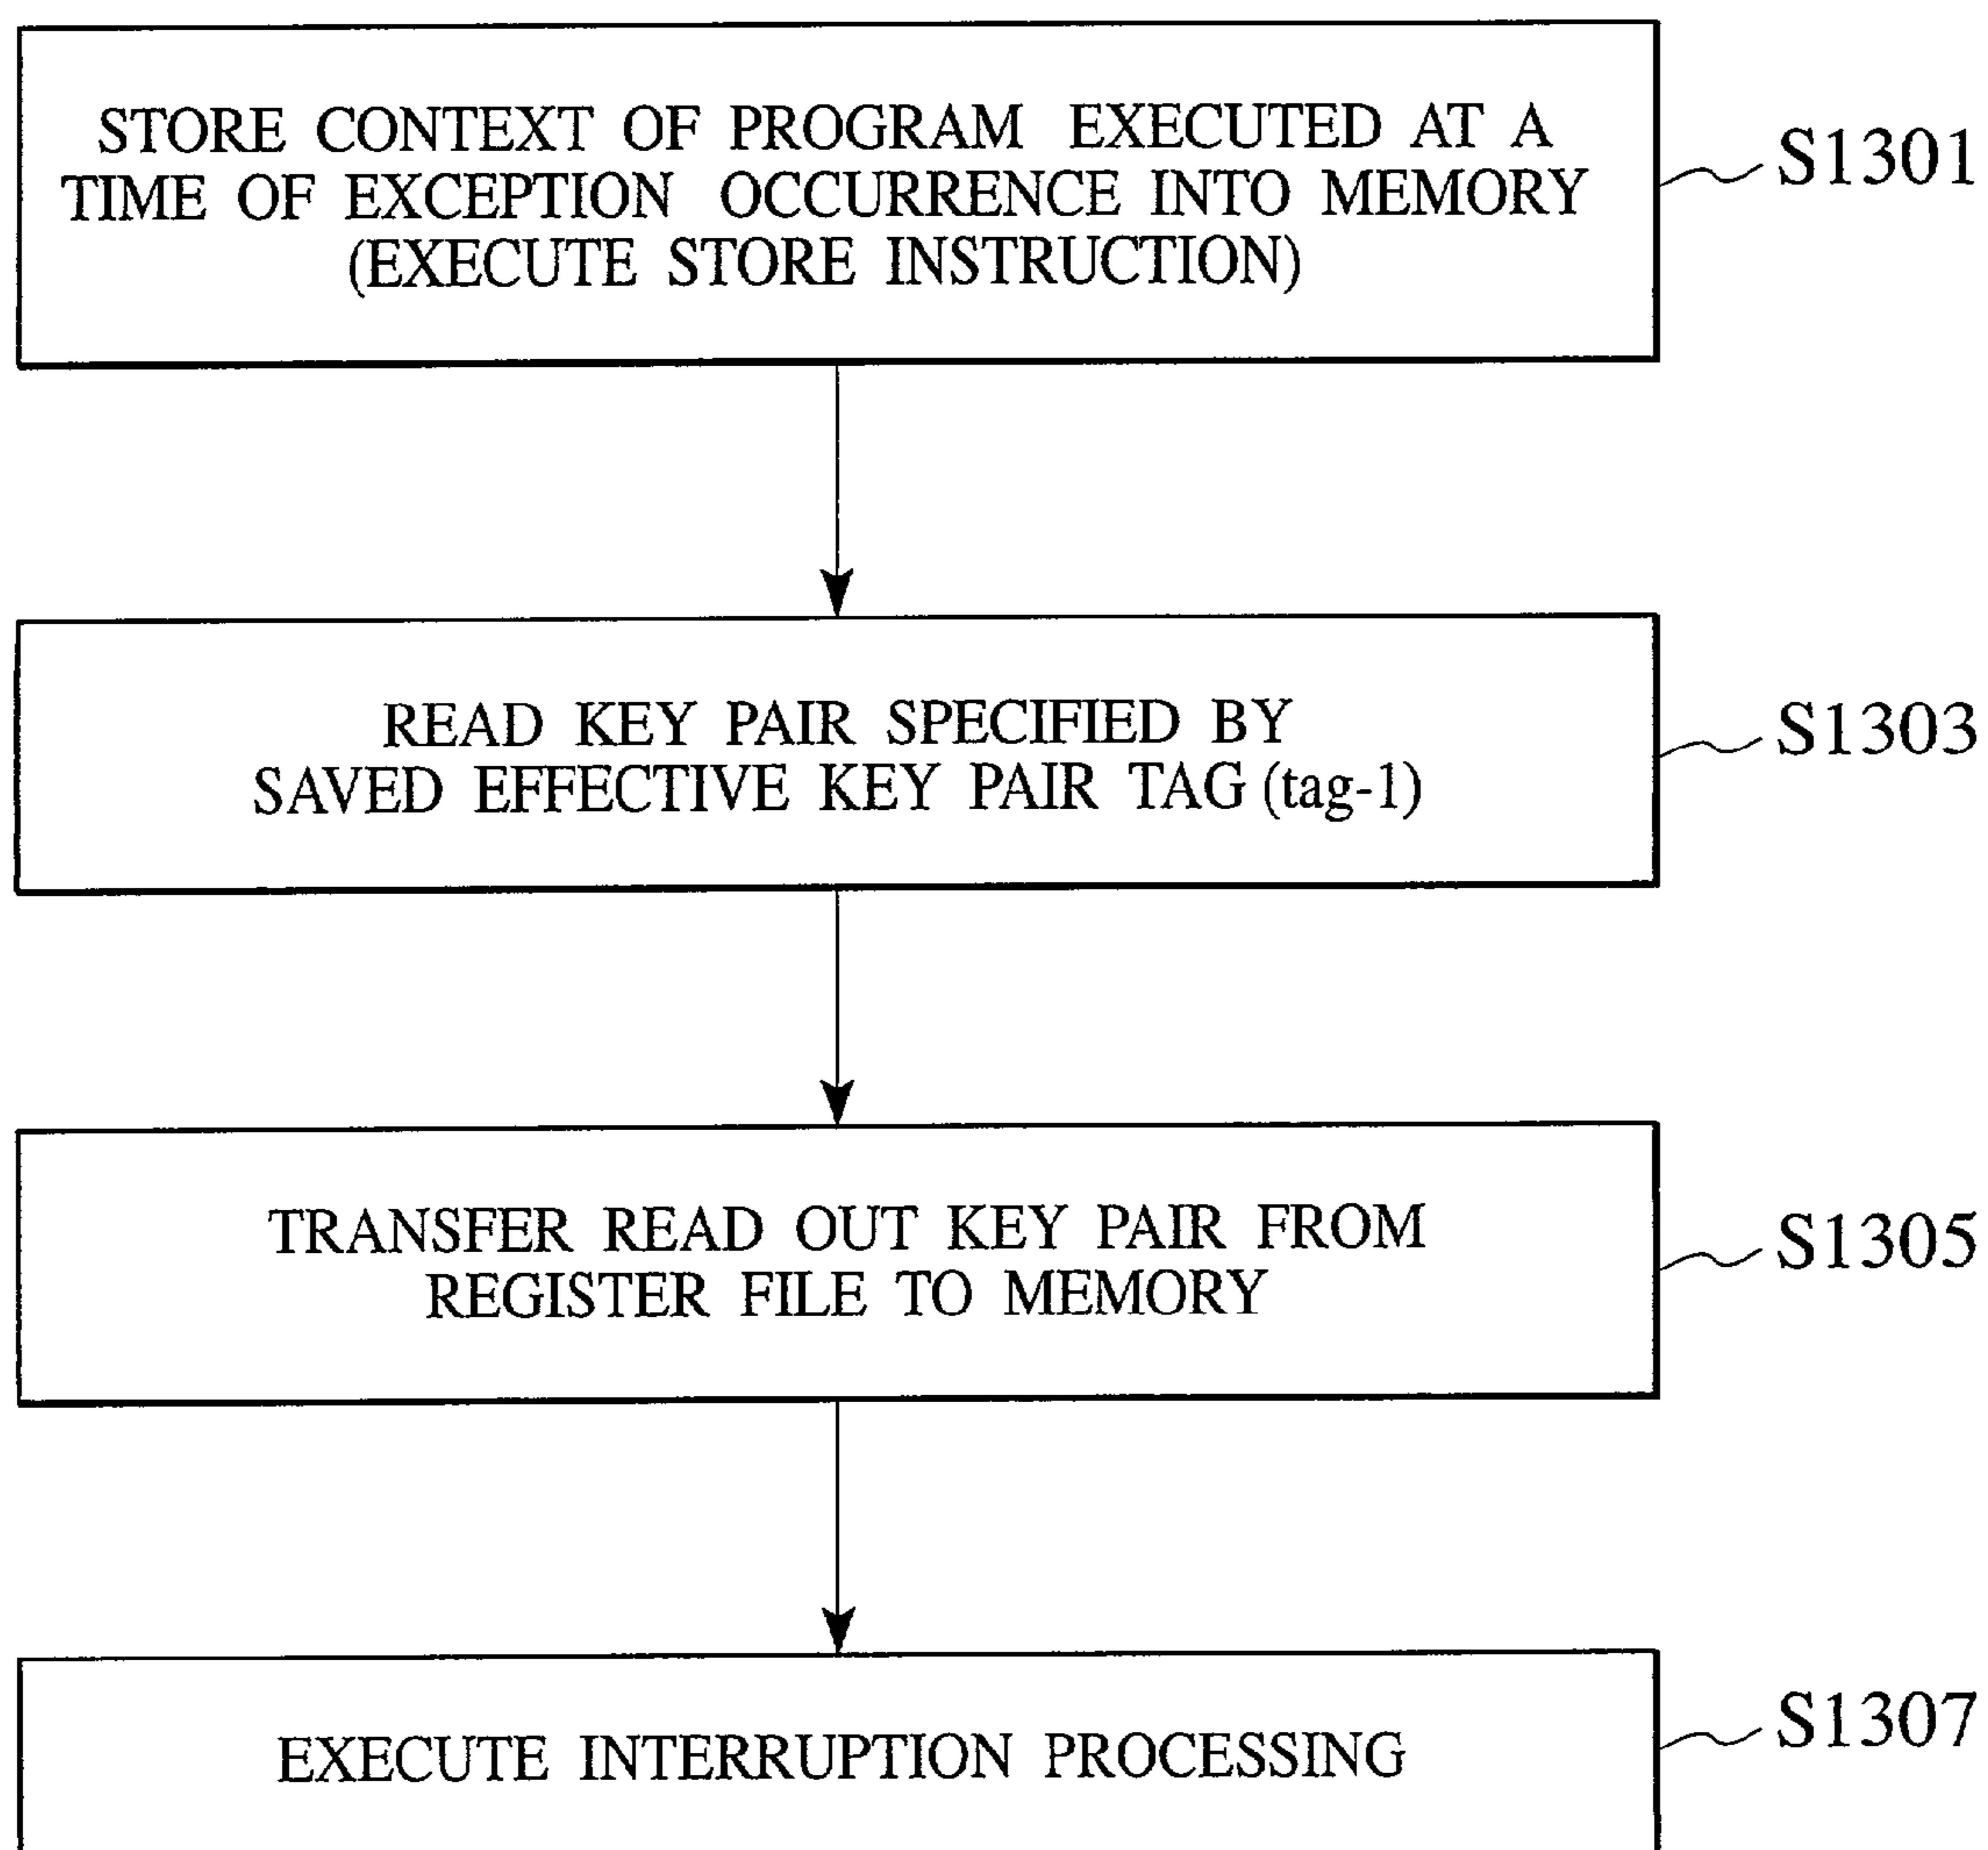 STORE CONTEXT OF PROGRAM EXECUTED AT A
TIME OF EXCEPTION OCCURRENCE INTO MEMORY
(EXECUTE STORE INSTRUCTION)
S1301
READ KEY PAIR SPECIFIED BY
SAVED EFFECTIVE KEY PAIR TAG (tag-1)
S1303
TRANSFER READ OUT KEY PAIR FROM
REGISTER FILE TO MEMORY
S1305
EXECUTE INTERRUPTION PROCESSING
S1307